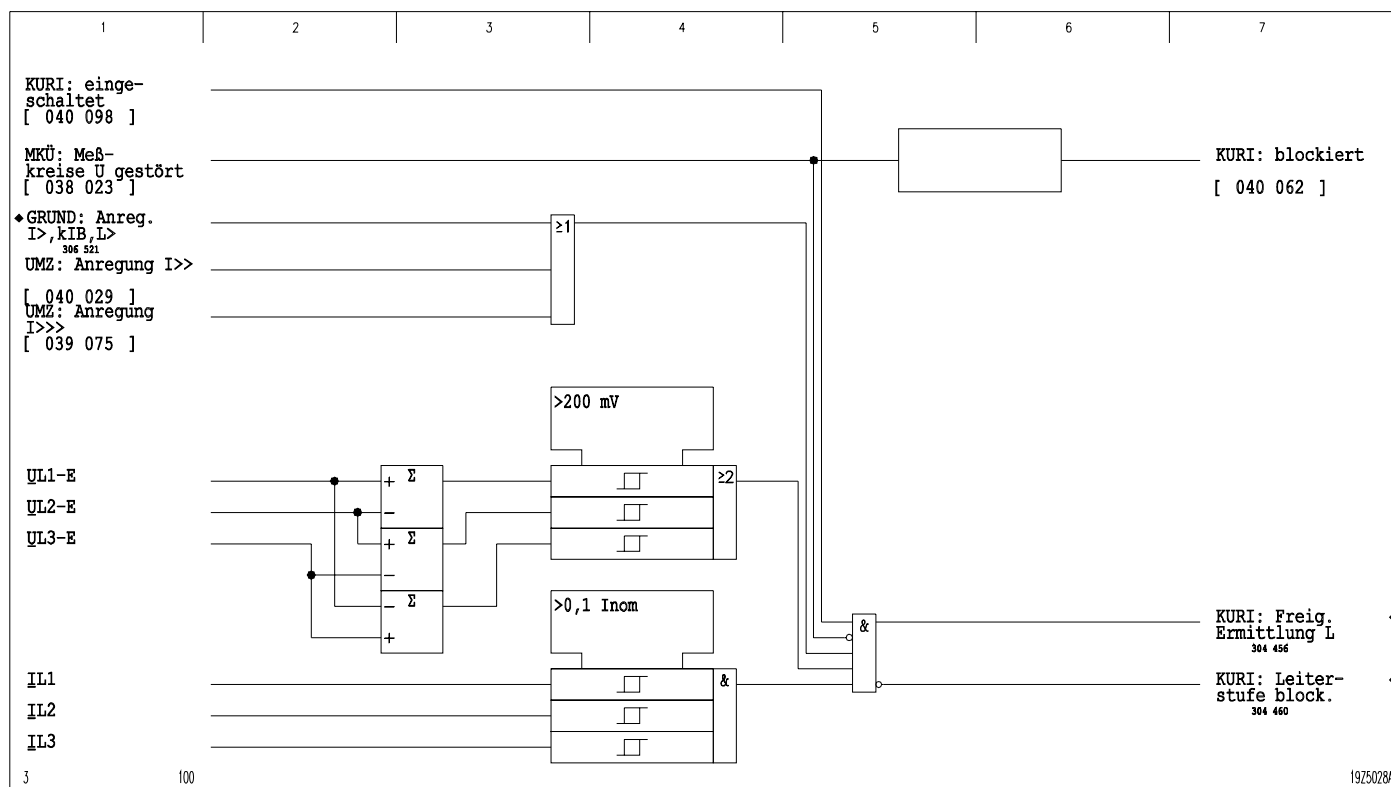 1 2 3 4 5 6 7
KURI: einge-
schaltet
[ 040 098 ]
MKÜ: Meß-
kreise U gestört
[ 038 023 ]
KURI: blockiert
[ 040 062 ]
◆GRUND: Anreg.
I>,kIB,L>
306 521
UMZ: Anregung I>>
[ 040 029 ]
UMZ: Anregung
I>>>
[ 039 075 ]
≥1
>200 mV
UL1-E
UL2-E
UL3-E
+ Σ
−
+ Σ
−
− Σ
+
≥2
>0,1 Inom
IL1
IL2
IL3
&
&
KURI: Freig.
Ermittlung L
304 456
KURI: Leiter-
stufe block.
304 460
3 100 19Z5028A